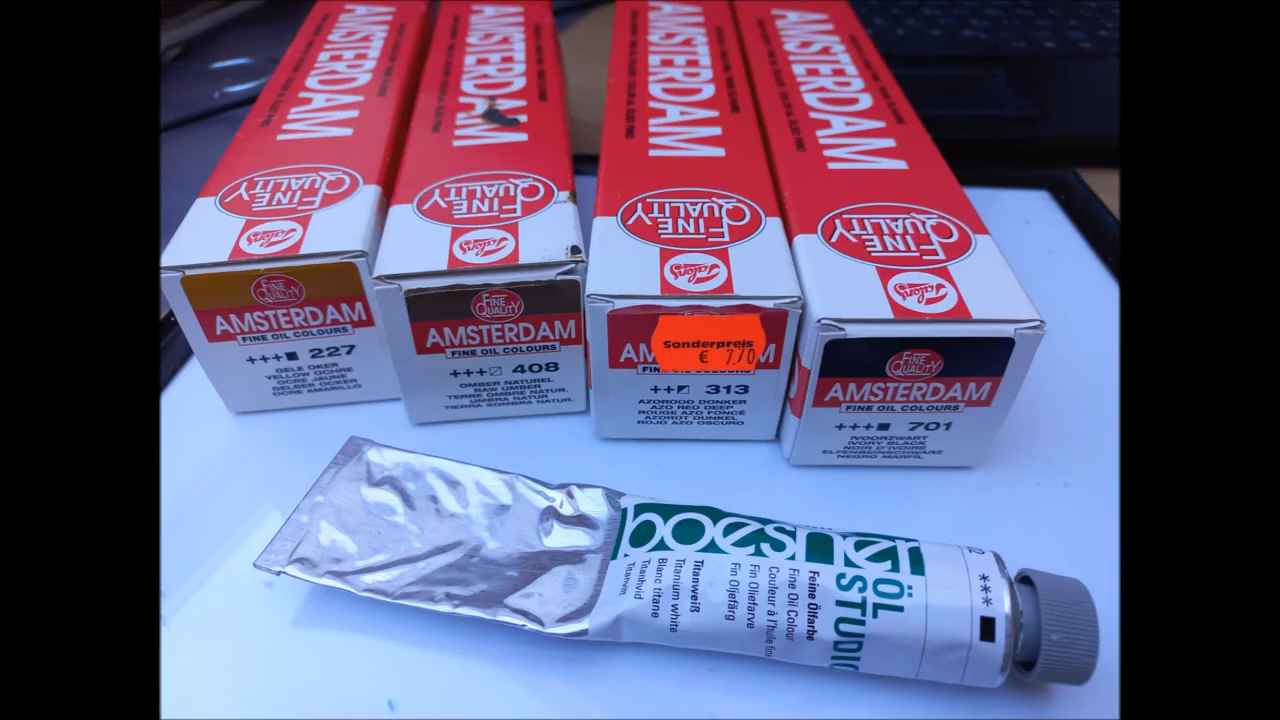 AMSTERDAM
FINE
QUALITY
Talens
FINE
QUALITY
AMSTERDAM
FINE OIL COLOURS
+++■ 227
GELE OKER
YELLOW OCHRE
OCRE JAUNE
GELBER OCKER
OCRE AMARILLO
AMSTERDAM
FINE
QUALITY
Talens
FINE
QUALITY
AMSTERDAM
FINE OIL COLOURS
+++ 408
OMBER NATUREL
RAW UMBER
TERRE OMBRE NATUR.
UMBRA NATUR
TIERRA SOMBRA NATUR.
AMSTERDAM
FINE
QUALITY
Talens
Sonderpreis
€
AM M
++ 313
AZOROOD DONKER
AZO RED DEEP
ROUGE AZO FONCÉ
AZOROT DUNKEL
ROJO AZO OSCURO
AMSTERDAM
FINE
QUALITY
Talens
FINE
QUALITY
AMSTERDAM
FINE OIL COLOURS
+++■ 701
IVOORZWART
IVORY BLACK
NOIR D'IVOIRE
ELFENBEINSCHWARZ
NEGRO MARFIL
boesner
ÖL
STUDIO
Feine Ölfarbe
Fine Oil Colour
Couleur à l'huile fine
Fin Oliefarve
Fin Oljefärg
Titanweiß
Titanium white
Blanc titane
Titanhvid
***